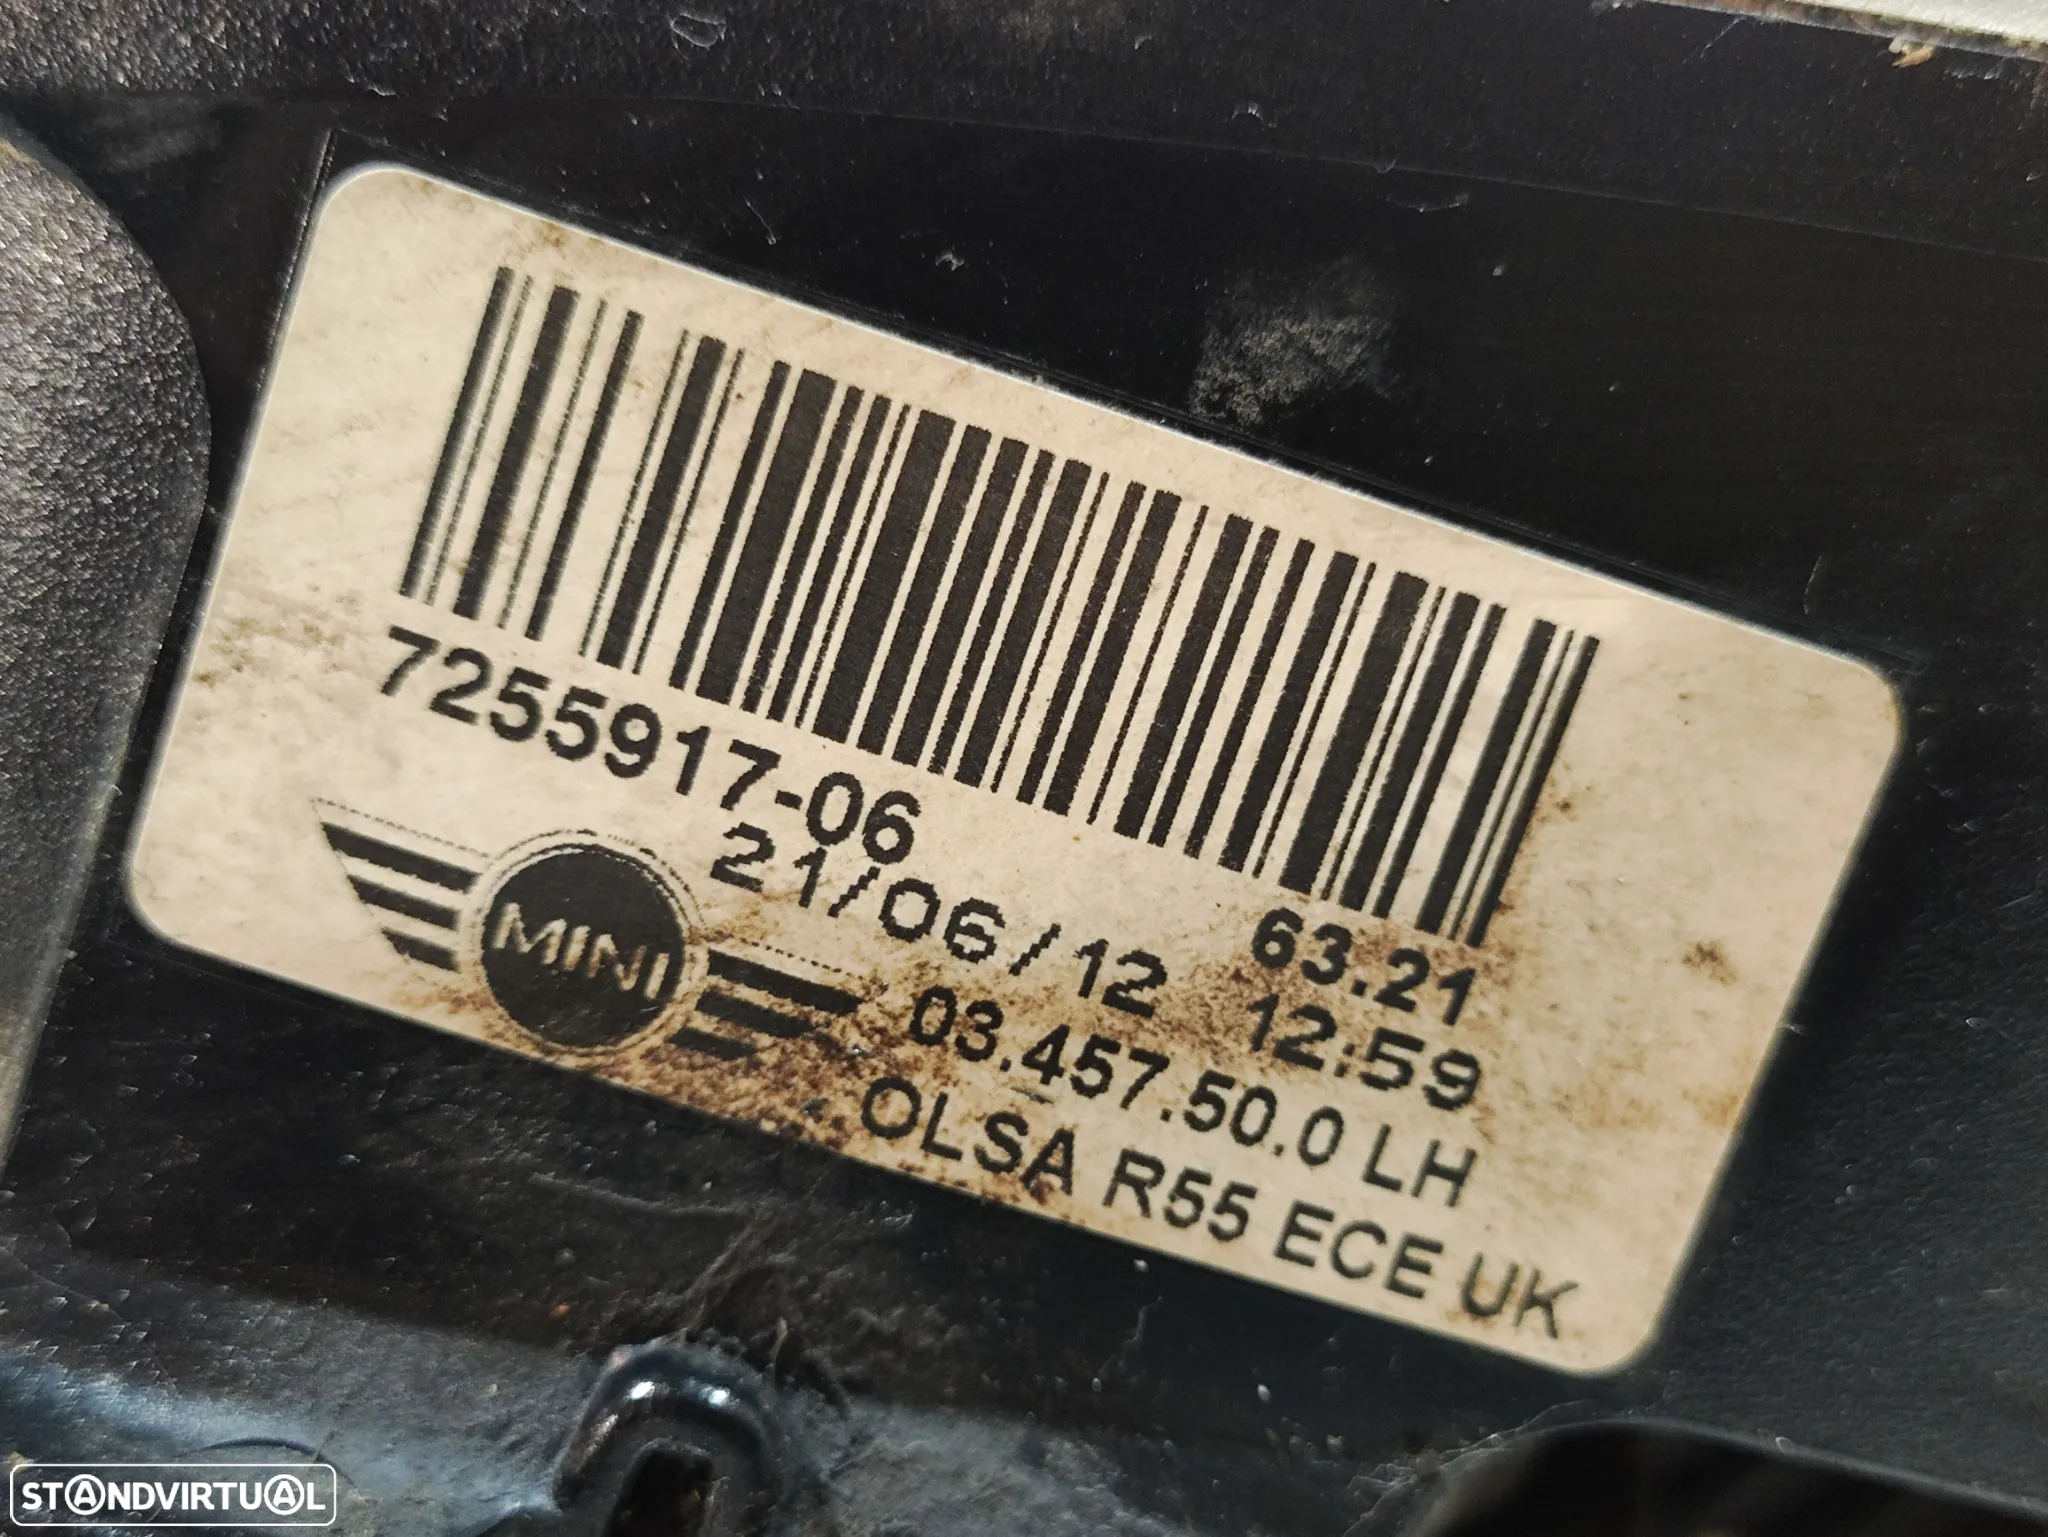 7255917-06
63.21
21/06/12
12:59
MINI
03.457.50.0 LH
OLSA R55 ECE UK
STANDVIRTUAL